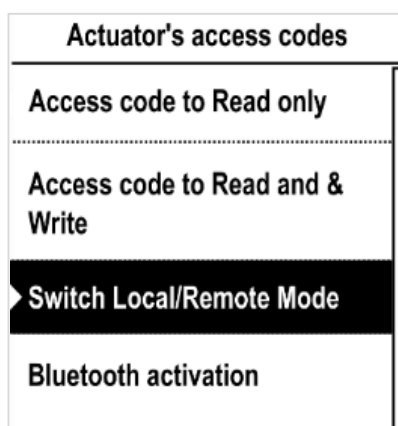 Actuator's access codes
Access code to Read only
Access code to Read and &
Write
Switch Local/Remote Mode
Bluetooth activation